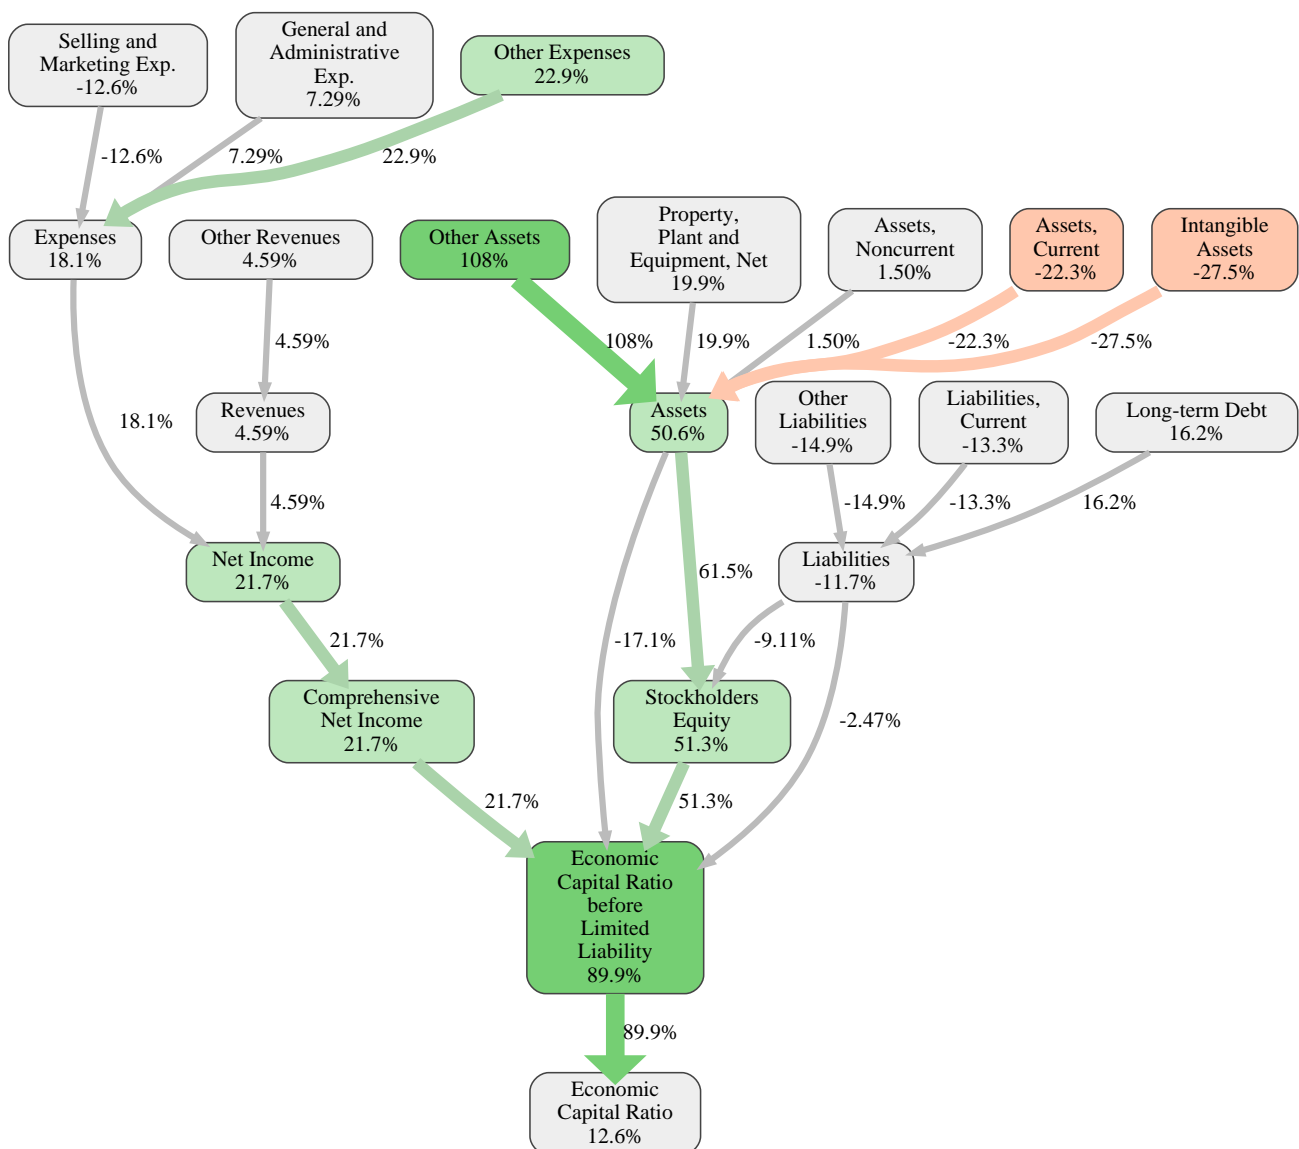 Selling and
Marketing Exp.
-12.6%
General and
Administrative
Exp.
7.29%
Other Expenses
22.9%
-12.6%
7.29%
22.9%
Expenses
18.1%
Other Revenues
4.59%
Other Assets
108%
Property,
Plant and
Equipment, Net
19.9%
Assets,
Noncurrent
1.50%
Assets,
Current
-22.3%
Intangible
Assets
-27.5%
4.59%
108%
19.9%
1.50%
-22.3%
-27.5%
18.1%
Revenues
4.59%
Assets
50.6%
Other
Liabilities
-14.9%
Liabilities,
Current
-13.3%
Long-term Debt
16.2%
4.59%
-14.9%
-13.3%
16.2%
Net Income
21.7%
61.5%
Liabilities
-11.7%
21.7%
-17.1%
-9.11%
Comprehensive
Net Income
21.7%
Stockholders
Equity
51.3%
-2.47%
21.7%
51.3%
Economic
Capital Ratio
before
Limited
Liability
89.9%
89.9%
Economic
Capital Ratio
12.6%